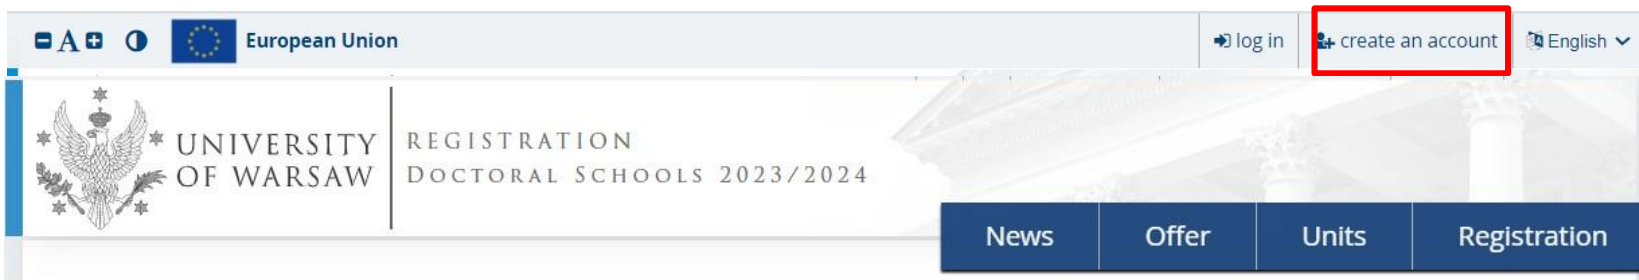 A European Union log in create an account English
UNIVERSITY
OF WARSAW
REGISTRATION
DOCTORAL SCHOOLS 2023/2024
News Offer Units Registration